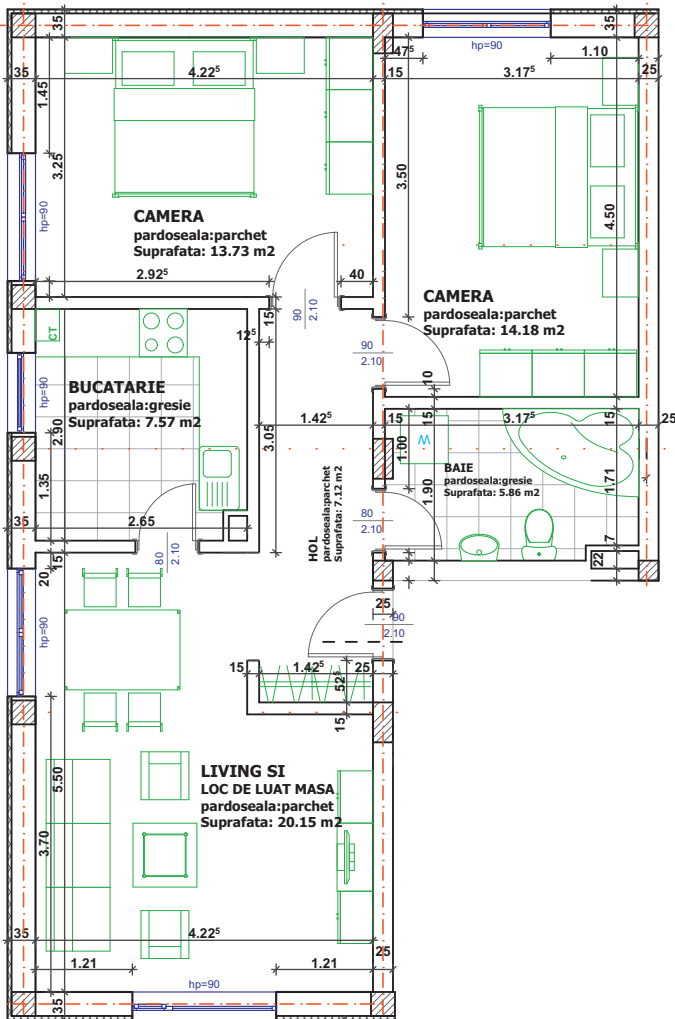 35
35
hp=90
47⁵
1.10
35
4.22⁵
15
3.17⁵
25
1.45
3.25
3.50
4.50
hp=90
CAMERA
pardoseala:parchet
Suprafata: 13.73 m2
2.92⁵
40
CAMERA
pardoseala:parchet
Suprafata: 14.18 m2
90
2.10
15
12⁵
90
2.10
10
CT
hp=90
BUCATARIE
pardoseala:gresie
Suprafata: 7.57 m2
2.90
1.35
1.42⁵
3.05
15
15
3.17⁵
15
25
1.00
W
BAIE
pardoseala:gresie
Suprafata: 5.86 m2
1.90
1.71
HOL
pardoseala:parchet
Suprafata: 7.12 m2
35
2.65
80
2.10
80
2.10
7
22
20
15
hp=90
25
90
2.10
15
1.42⁵
25
52⁵
15
LIVING SI
LOC DE LUAT MASA
pardoseala:parchet
Suprafata: 20.15 m2
5.50
3.70
35
4.22⁵
25
1.21
1.21
hp=90
35